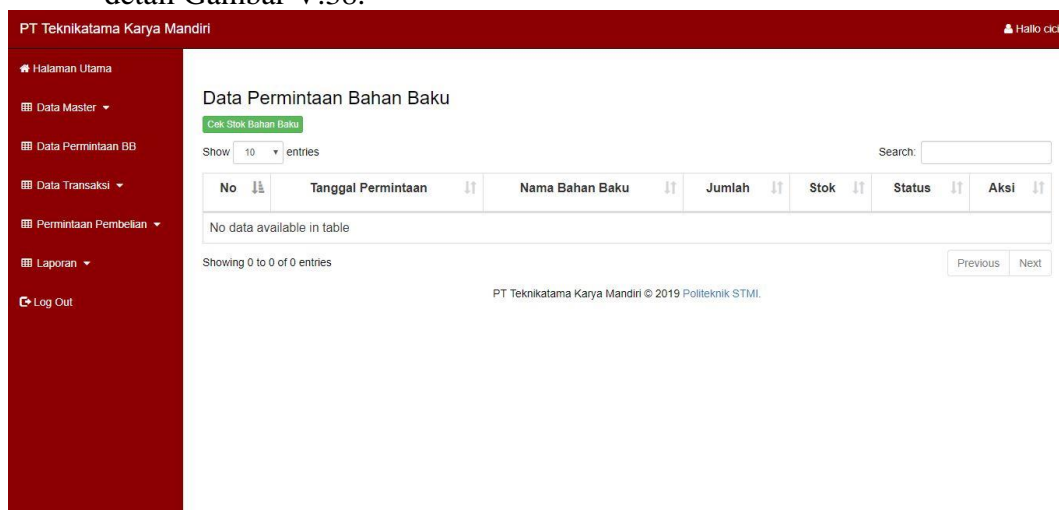 detail Gambar V.38.
PT Teknikatama Karya Mandiri Hallo cici
Halaman Utama
Data Master
Data Permintaan BB
Data Transaksi
Permintaan Pembelian
Laporan
Log Out
Data Permintaan Bahan Baku
Cek Stok Bahan Baku
Show 10 entries Search:
No Tanggal Permintaan Nama Bahan Baku Jumlah Stok Status Aksi
No data available in table
Showing 0 to 0 of 0 entries Previous Next
PT Teknikatama Karya Mandiri © 2019 Politeknik STMI.